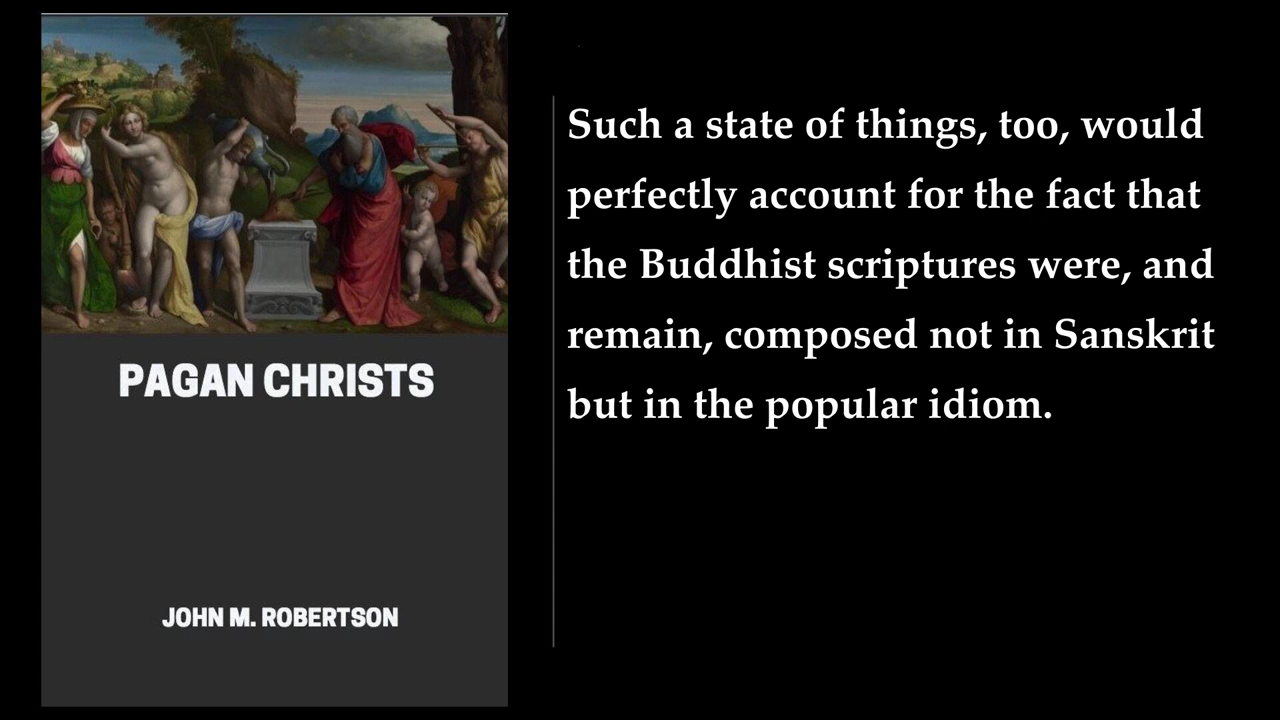 PAGAN CHRISTS
JOHN M. ROBERTSON
Such a state of things, too, would
perfectly account for the fact that
the Buddhist scriptures were, and
remain, composed not in Sanskrit
but in the popular idiom.